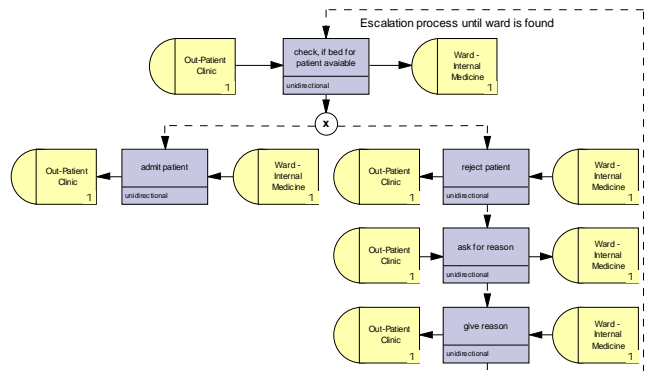 Escalation process until ward is found
Out-Patient
Clinic
1
check, if bed for
patient avaiable
unidirectional
Ward -
Internal
Medicine
1
x
Out-Patient
Clinic
1
admit patient
unidirectional
Ward -
Internal
Medicine
1
Out-Patient
Clinic
1
reject patient
unidirectional
Ward -
Internal
Medicine
1
Out-Patient
Clinic
1
ask for reason
unidirectional
Ward -
Internal
Medicine
1
Out-Patient
Clinic
1
give reason
unidirectional
Ward -
Internal
Medicine
1